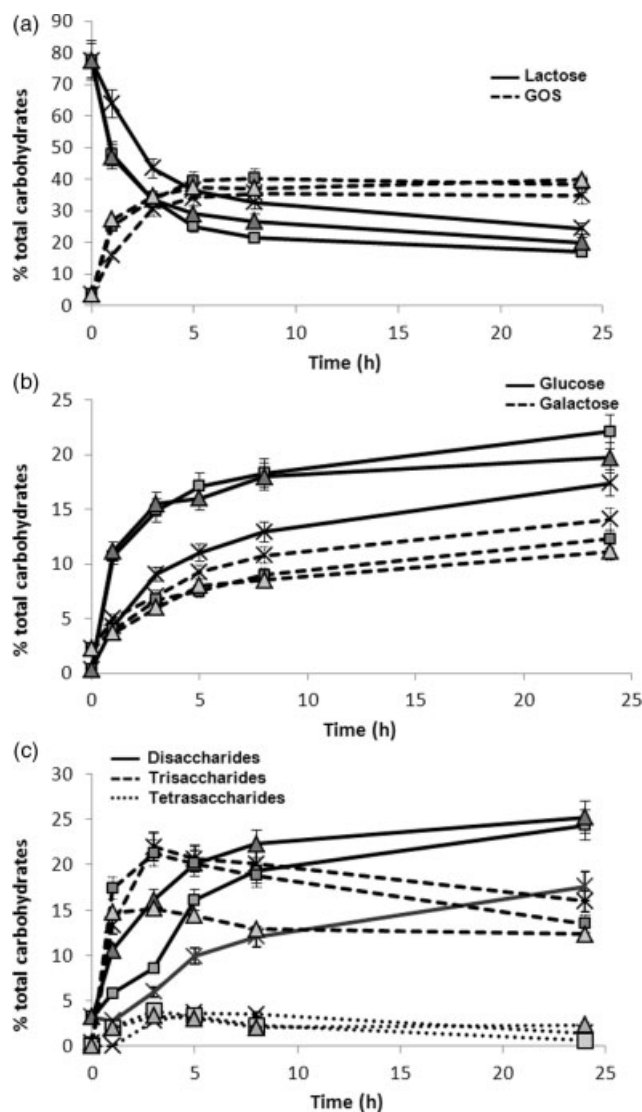 (a)
% total carbohydrates
90
80
70
60
50
40
30
20
10
0
Lactose
GOS
0 5 10 15 20 25
Time (h)
(b)
% total carbohydrates
25
20
15
10
5
0
Glucose
Galactose
0 5 10 15 20 25
Time (h)
(c)
% total carbohydrates
30
25
20
15
10
5
0
Disaccharides
Trisaccharides
Tetrasaccharides
0 5 10 15 20 25
Time (h)